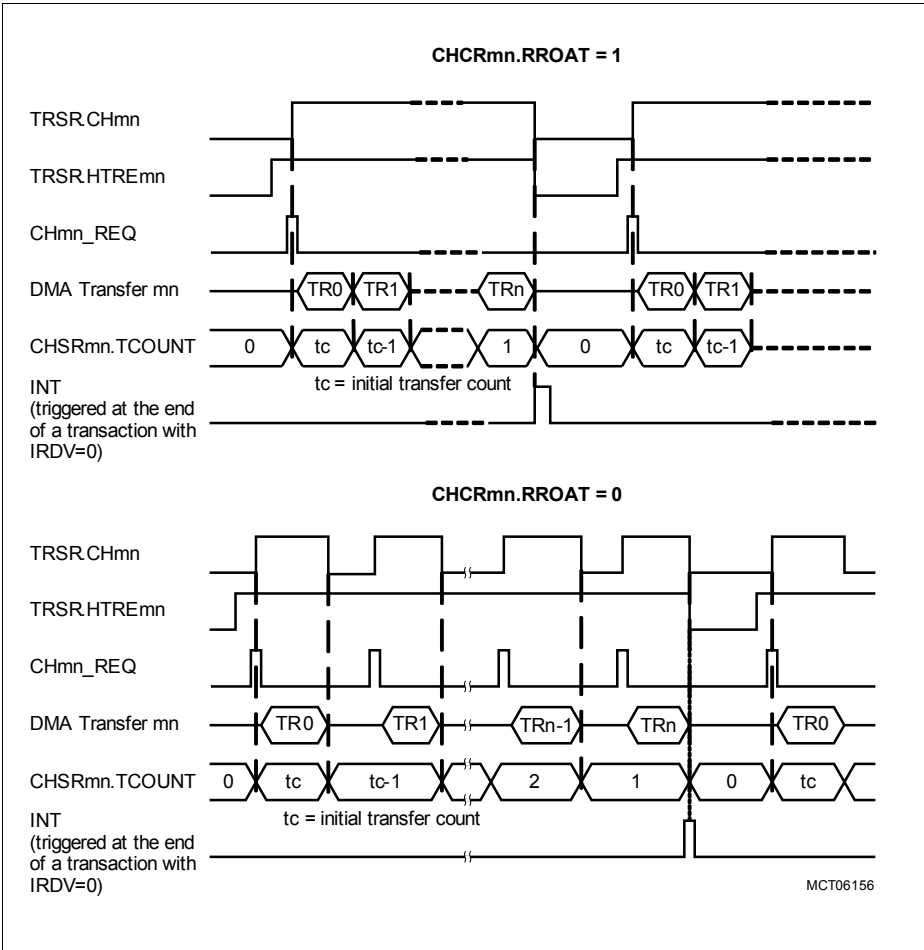 CHCRmn.RROAT = 1
TRSR.CHmn
TRSR.HTREmn
CHmn_REQ
DMA Transfer mn TR0 TR1 TRn TR0 TR1
CHSRmn.TCOUNT 0 tc tc-1 1 0 tc tc-1
tc = initial transfer count
INT
(triggered at the end
of a transaction with
IRDV=0)
CHCRmn.RROAT = 0
TRSR.CHmn
TRSR.HTREmn
CHmn_REQ
DMA Transfer mn TR0 TR1 TRn-1 TRn TR0
CHSRmn.TCOUNT 0 tc tc-1 2 1 0 tc
tc = initial transfer count
INT
(triggered at the end
of a transaction with
IRDV=0)
MCT06156